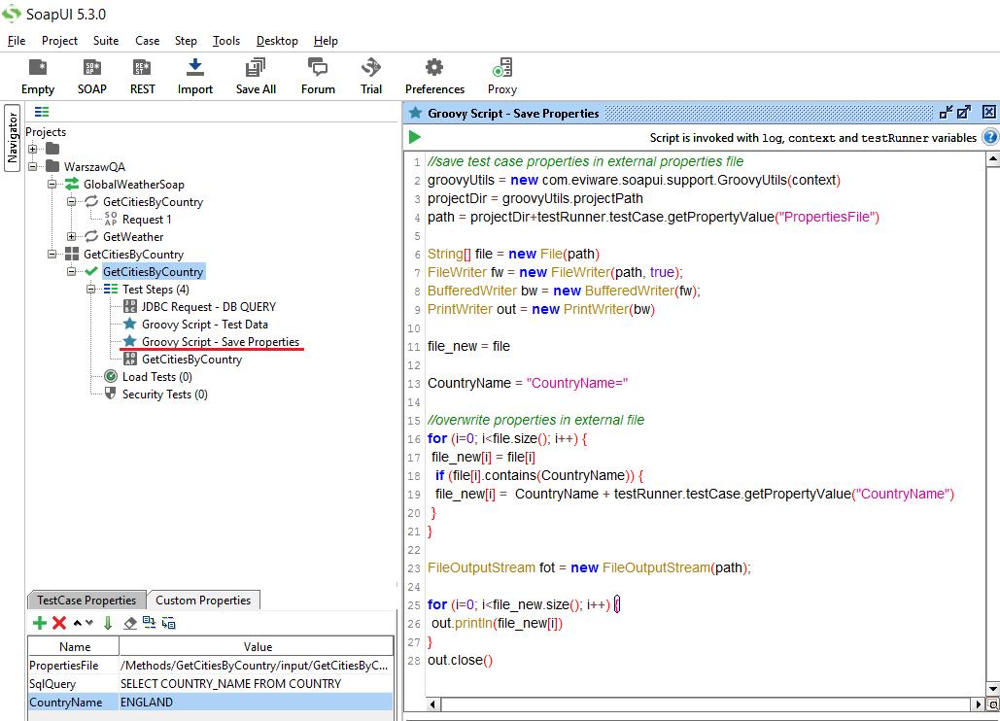 SoapUI 5.3.0
File Project Suite Case Step Tools Desktop Help
Empty SOAP REST Import Save All Forum Trial Preferences Proxy
Navigator
Projects
WarszawQA
GlobalWeatherSoap
GetCitiesByCountry
Request 1
GetWeather
GetCitiesByCountry
GetCitiesByCountry
Test Steps (4)
JDBC Request - DB QUERY
Groovy Script - Test Data
Groovy Script - Save Properties
GetCitiesByCountry
Load Tests (0)
Security Tests (0)
TestCase Properties Custom Properties
Name Value
PropertiesFile /Methods/GetCitiesByCountry/input/GetCitiesByC...
SqlQuery SELECT COUNTRY_NAME FROM COUNTRY
CountryName ENGLAND
Groovy Script - Save Properties
Script is invoked with log, context and testRunner variables
1 //save test case properties in external properties file
2 groovyUtils = new com.eviware.soapui.support.GroovyUtils(context)
3 projectDir = groovyUtils.projectPath
4 path = projectDir+testRunner.testCase.getPropertyValue("PropertiesFile")
5
6 String[] file = new File(path)
7 FileWriter fw = new FileWriter(path, true);
8 BufferedWriter bw = new BufferedWriter(fw);
9 PrintWriter out = new PrintWriter(bw)
10
11 file_new = file
12
13 CountryName = "CountryName="
14
15 //overwrite properties in external file
16 for (i=0; i<file.size(); i++) {
17 file_new[i] = file[i]
18 if (file[i].contains(CountryName)) {
19 file_new[i] = CountryName + testRunner.testCase.getPropertyValue("CountryName")
20 }
21 }
22
23 FileOutputStream fot = new FileOutputStream(path);
24
25 for (i=0; i<file_new.size(); i++) {
26 out.println(file_new[i])
27 }
28 out.close()